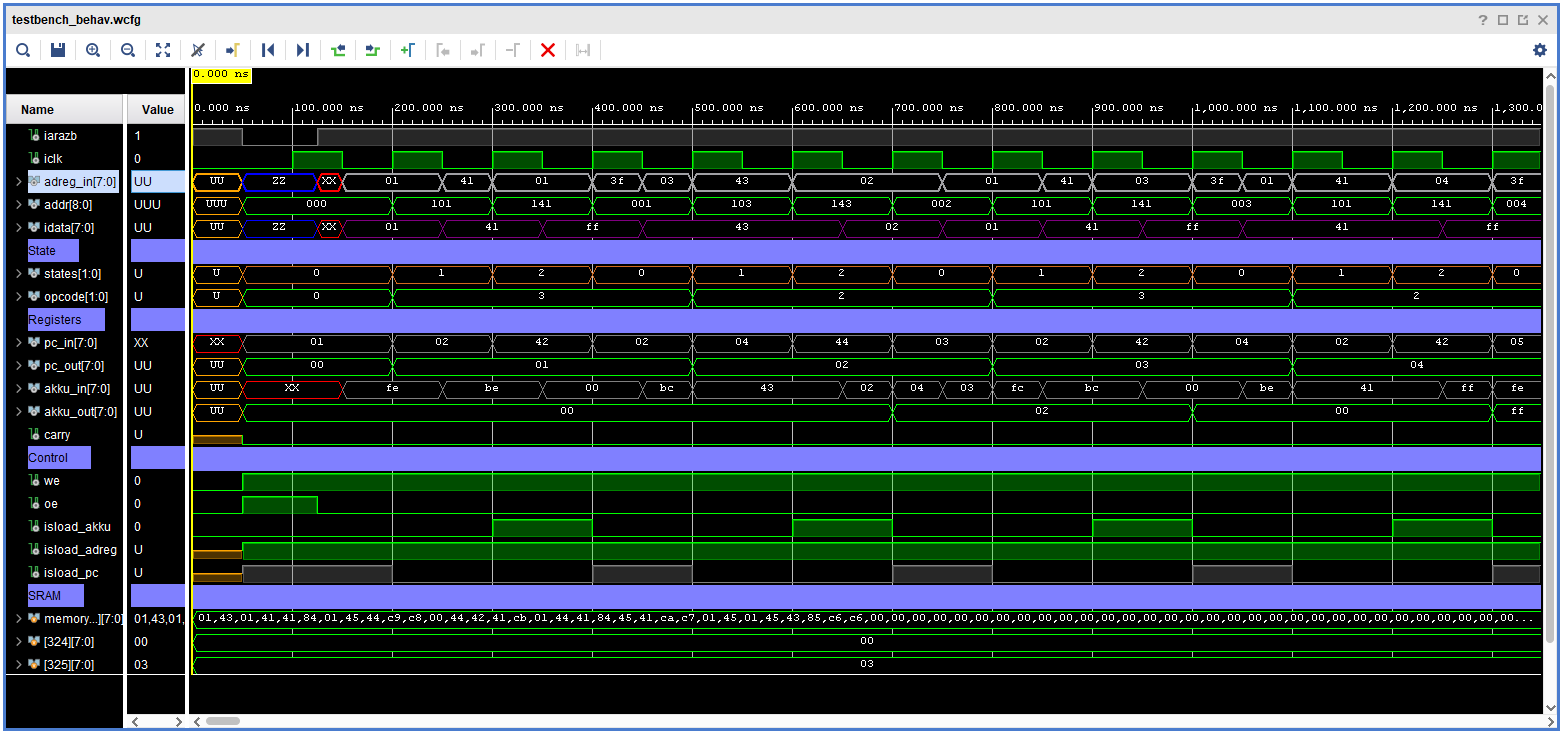 testbench_behav.wcfg
0.000 ns
Name Value
0.000 ns 100.000 ns 200.000 ns 300.000 ns 400.000 ns 500.000 ns 600.000 ns 700.000 ns 800.000 ns 900.000 ns 1,000.000 ns 1,100.000 ns 1,200.000 ns 1,300.0
iarazb 1
iclk 0
adreg_in[7:0] UU UU ZZ XX 01 41 01 3f 03 43 02 01 41 03 3f 01 41 04 3f
addr[8:0] UUU UUU 000 101 141 001 103 143 002 101 141 003 101 141 004
idata[7:0] UU UU ZZ XX 01 41 ff 43 02 01 41 ff 41 ff
State
states[1:0] U U 0 1 2 0 1 2 0 1 2 0 1 2 0
opcode[1:0] U U 0 3 2 3 2
Registers
pc_in[7:0] XX XX 01 02 42 02 04 44 03 02 42 04 02 42 05
pc_out[7:0] UU UU 00 01 02 03 04
akku_in[7:0] UU UU XX fe be 00 bc 43 02 04 03 fc bc 00 be 41 ff fe
akku_out[7:0] UU UU 00 02 00 ff
carry U
Control
we 0
oe 0
isload_akku 0
isload_adreg U
isload_pc U
SRAM
memory...][7:0] 01,43,01, 01,43,01,41,41,84,01,45,44,c9,c8,00,44,42,41,cb,01,44,41,84,45,41,ca,c7,01,45,01,45,43,85,c6,c6,00,00,00,00,00,00,00,00,00,00,00,00,00,00,00,00,00,00,00,00,00,00,00,00,00...
[324][7:0] 00 00
[325][7:0] 03 03